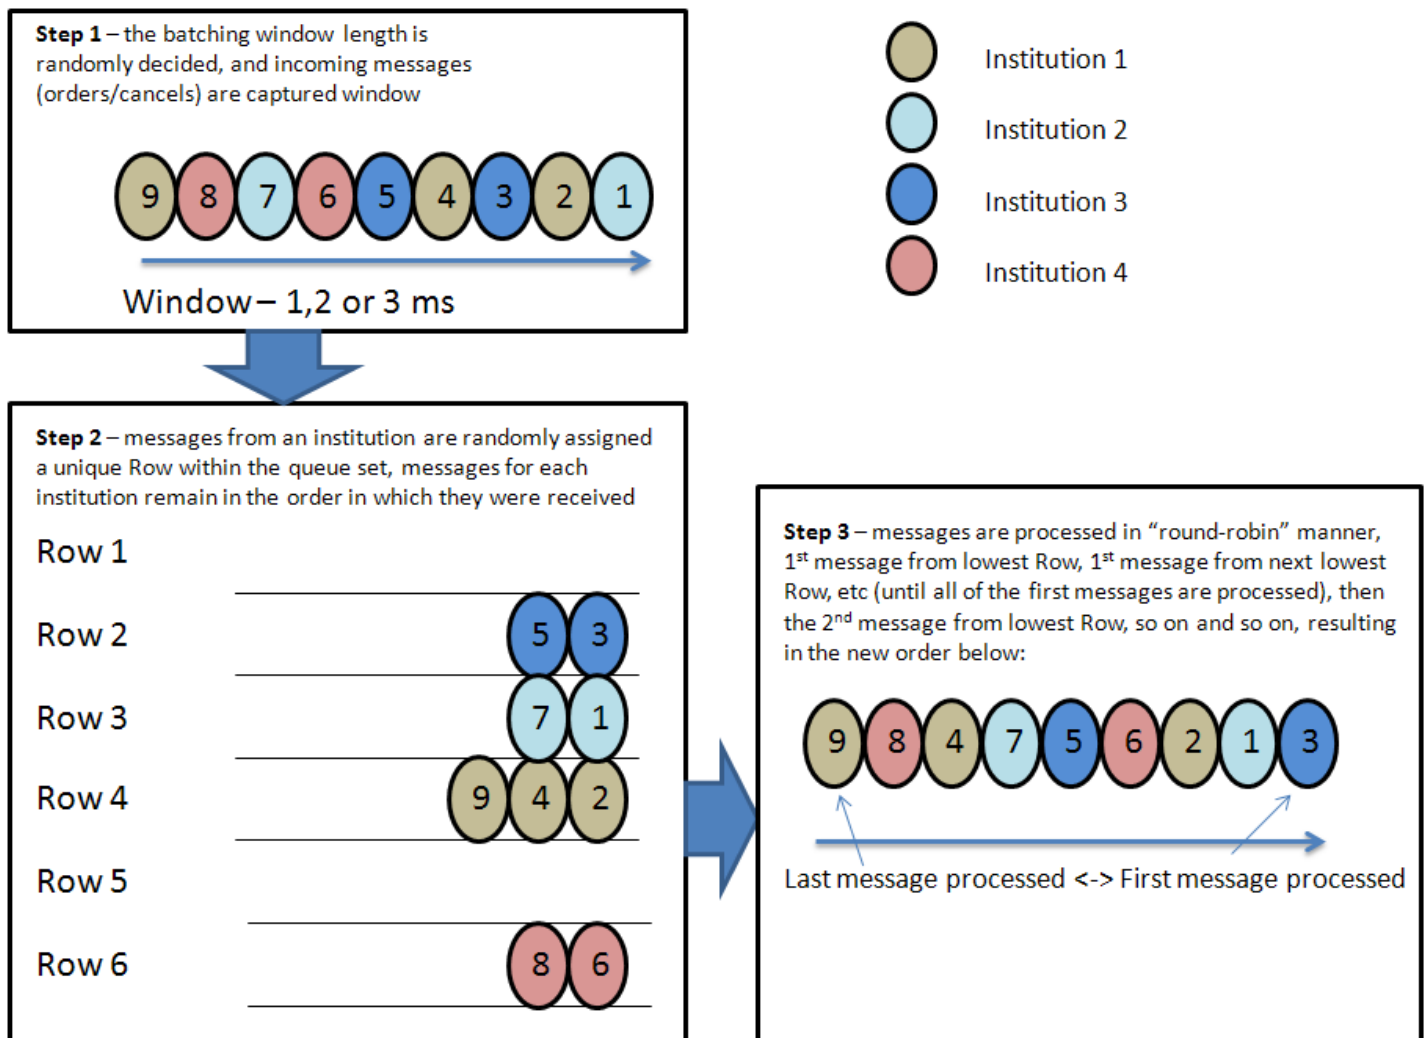 Step 1 – the batching window length is
randomly decided, and incoming messages
(orders/cancels) are captured window
9 8 7 6 5 4 3 2 1
Window – 1,2 or 3 ms
Institution 1
Institution 2
Institution 3
Institution 4
Step 2 – messages from an institution are randomly assigned
a unique Row within the queue set, messages for each
institution remain in the order in which they were received
Row 1
Row 2 5 3
Row 3 7 1
Row 4 9 4 2
Row 5
Row 6 8 6
Step 3 – messages are processed in “round-robin” manner,
1st message from lowest Row, 1st message from next lowest
Row, etc (until all of the first messages are processed), then
the 2nd message from lowest Row, so on and so on, resulting
in the new order below:
9 8 4 7 5 6 2 1 3
Last message processed <-> First message processed